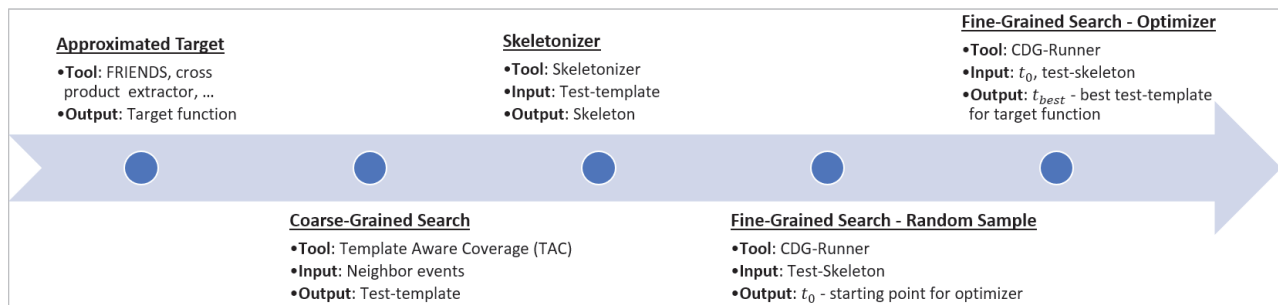 Approximated Target
•Tool: FRIENDS, cross
product extractor, ...
•Output: Target function
Coarse-Grained Search
•Tool: Template Aware Coverage (TAC)
•Input: Neighbor events
•Output: Test-template
Skeletonizer
•Tool: Skeletonizer
•Input: Test-template
•Output: Skeleton
Fine-Grained Search - Random Sample
•Tool: CDG-Runner
•Input: Test-Skeleton
•Output: t₀ - starting point for optimizer
Fine-Grained Search - Optimizer
•Tool: CDG-Runner
•Input: t₀, test-skeleton
•Output: t_best - best test-template
for target function